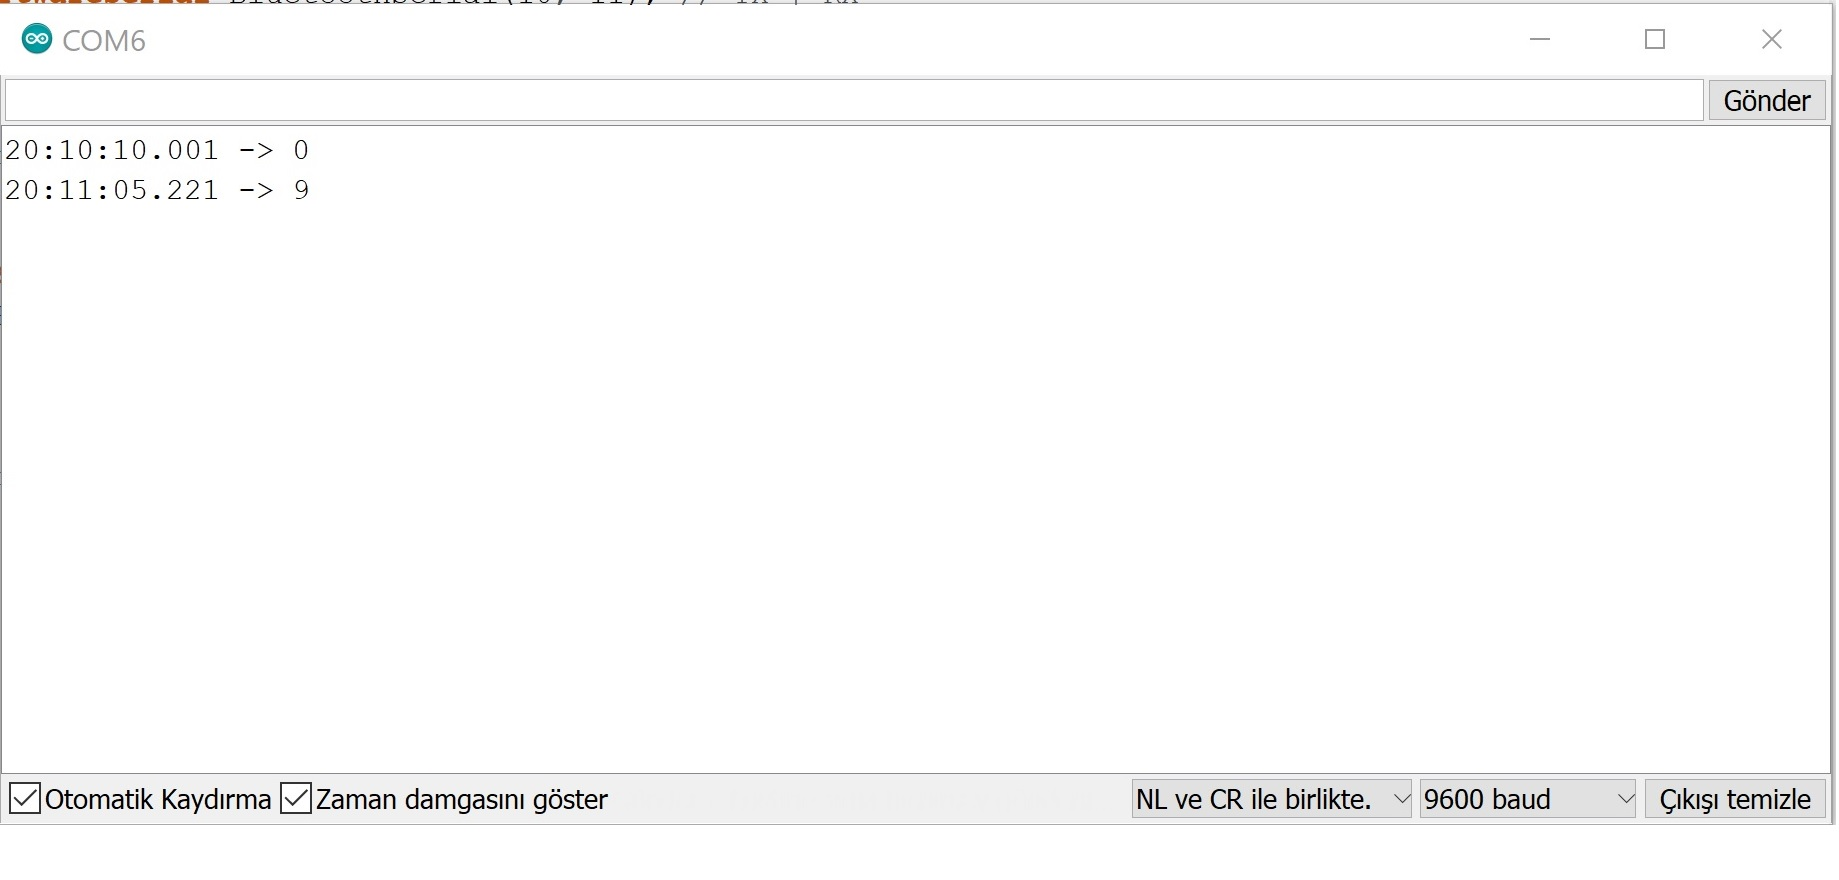 COM6
Gönder
20:10:10.001 -> 0
20:11:05.221 -> 9
Otomatik Kaydırma Zaman damgasını göster NL ve CR ile birlikte. 9600 baud Çıkışı temizle